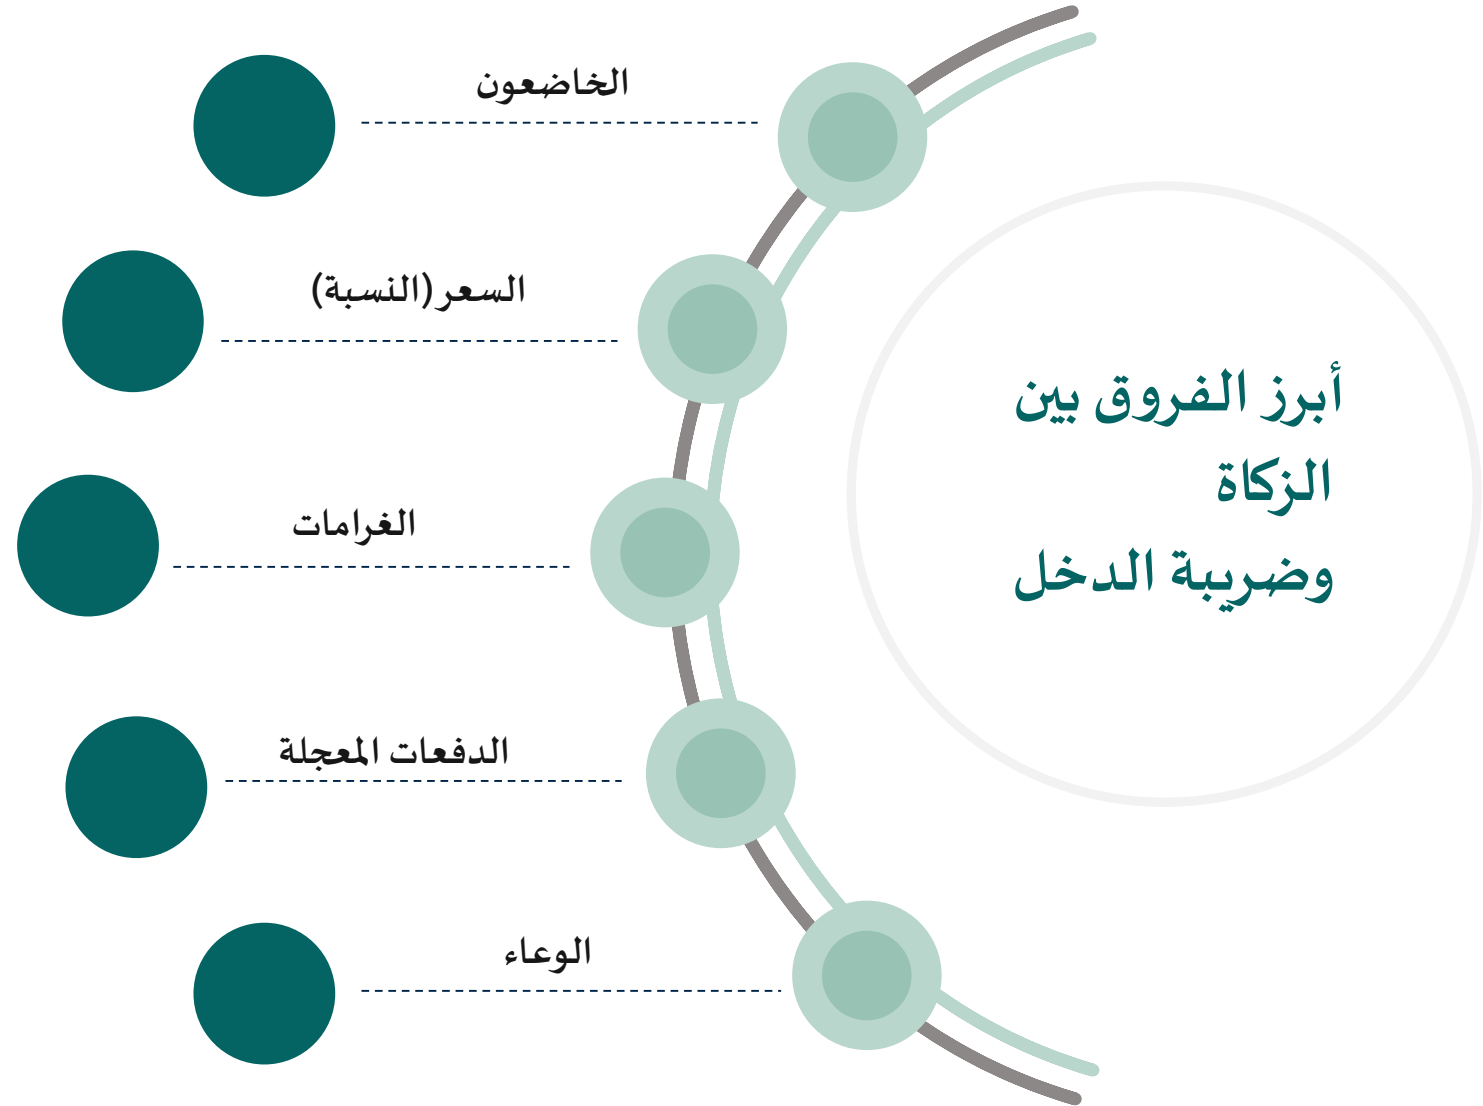 أبرز الفروق بين
الزكاة
وضريبة الدخل
الخاضعون
السعر(النسبة)
الغرامات
الدفعات المعجلة
الوعاء